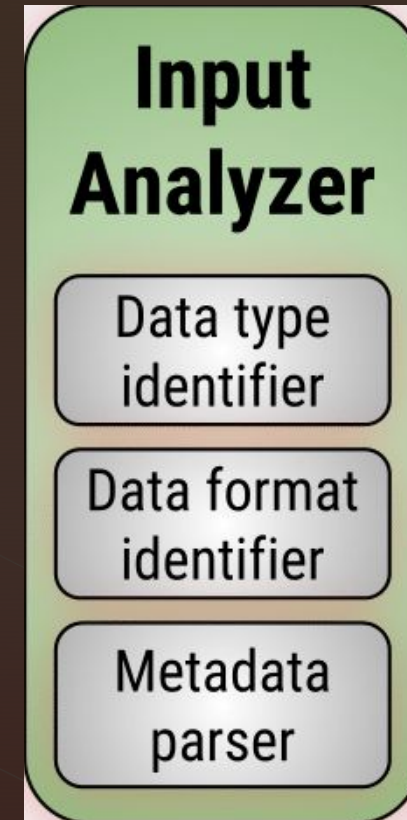 Input
Analyzer
Data type
identifier
Data format
identifier
Metadata
parser